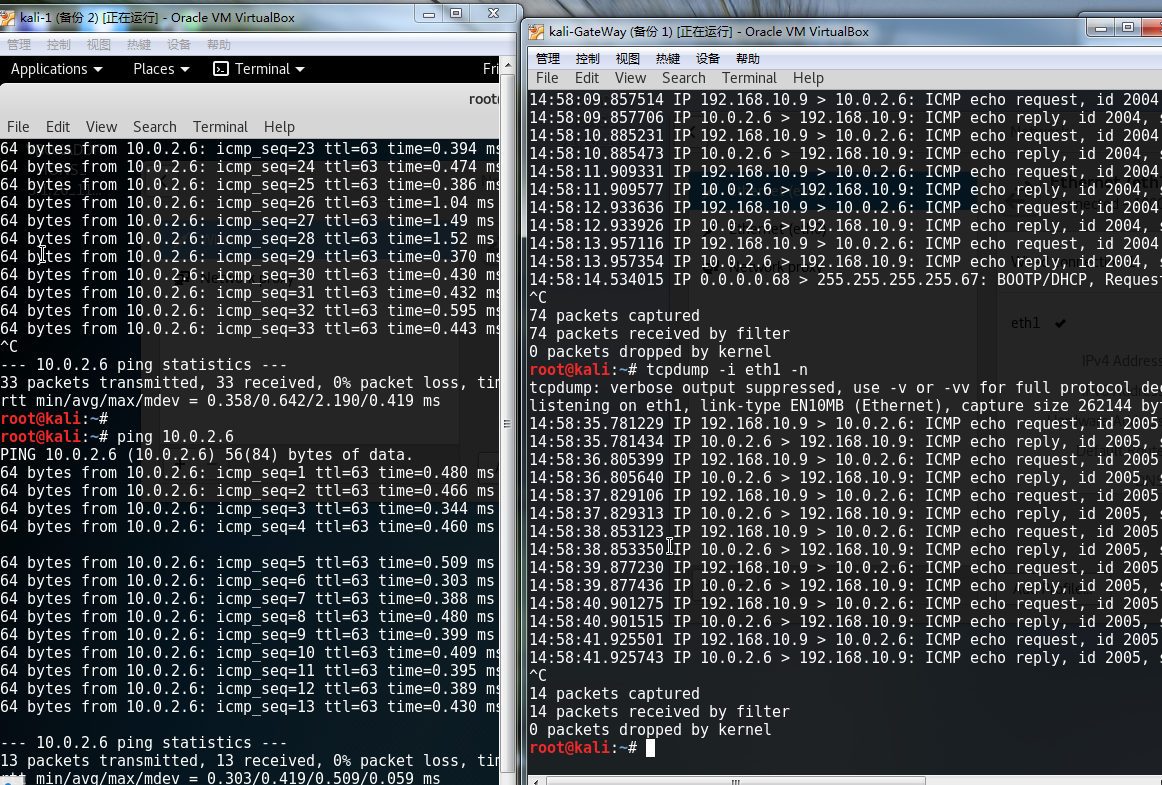 kali-1 (备份 2) [正在运行] - Oracle VM VirtualBox
管理 控制 视图 热键 设备 帮助
Applications Places Terminal Fri
root
File Edit View Search Terminal Help
64 bytes from 10.0.2.6: icmp_seq=23 ttl=63 time=0.394 ms
64 bytes from 10.0.2.6: icmp_seq=24 ttl=63 time=0.474 ms
64 bytes from 10.0.2.6: icmp_seq=25 ttl=63 time=0.386 ms
64 bytes from 10.0.2.6: icmp_seq=26 ttl=63 time=1.04 ms
64 bytes from 10.0.2.6: icmp_seq=27 ttl=63 time=1.49 ms
64 bytes from 10.0.2.6: icmp_seq=28 ttl=63 time=1.52 ms
64 bytes from 10.0.2.6: icmp_seq=29 ttl=63 time=0.370 ms
64 bytes from 10.0.2.6: icmp_seq=30 ttl=63 time=0.430 ms
64 bytes from 10.0.2.6: icmp_seq=31 ttl=63 time=0.432 ms
64 bytes from 10.0.2.6: icmp_seq=32 ttl=63 time=0.595 ms
64 bytes from 10.0.2.6: icmp_seq=33 ttl=63 time=0.443 ms
^C
--- 10.0.2.6 ping statistics ---
33 packets transmitted, 33 received, 0% packet loss, tim
rtt min/avg/max/mdev = 0.358/0.642/2.190/0.419 ms
root@kali:~#
root@kali:~# ping 10.0.2.6
PING 10.0.2.6 (10.0.2.6) 56(84) bytes of data.
64 bytes from 10.0.2.6: icmp_seq=1 ttl=63 time=0.480 ms
64 bytes from 10.0.2.6: icmp_seq=2 ttl=63 time=0.466 ms
64 bytes from 10.0.2.6: icmp_seq=3 ttl=63 time=0.344 ms
64 bytes from 10.0.2.6: icmp_seq=4 ttl=63 time=0.460 ms
64 bytes from 10.0.2.6: icmp_seq=5 ttl=63 time=0.509 ms
64 bytes from 10.0.2.6: icmp_seq=6 ttl=63 time=0.303 ms
64 bytes from 10.0.2.6: icmp_seq=7 ttl=63 time=0.388 ms
64 bytes from 10.0.2.6: icmp_seq=8 ttl=63 time=0.480 ms
64 bytes from 10.0.2.6: icmp_seq=9 ttl=63 time=0.399 ms
64 bytes from 10.0.2.6: icmp_seq=10 ttl=63 time=0.409 ms
64 bytes from 10.0.2.6: icmp_seq=11 ttl=63 time=0.395 ms
64 bytes from 10.0.2.6: icmp_seq=12 ttl=63 time=0.389 ms
64 bytes from 10.0.2.6: icmp_seq=13 ttl=63 time=0.430 ms
--- 10.0.2.6 ping statistics ---
13 packets transmitted, 13 received, 0% packet loss, tim
rtt min/avg/max/mdev = 0.303/0.419/0.509/0.059 ms
kali-GateWay (备份 1) [正在运行] - Oracle VM VirtualBox
管理 控制 视图 热键 设备 帮助
File Edit View Search Terminal Help
14:58:09.857514 IP 192.168.10.9 > 10.0.2.6: ICMP echo request, id 2004
14:58:09.857706 IP 10.0.2.6 > 192.168.10.9: ICMP echo reply, id 2004, s
14:58:10.885231 IP 192.168.10.9 > 10.0.2.6: ICMP echo request, id 2004
14:58:10.885473 IP 10.0.2.6 > 192.168.10.9: ICMP echo reply, id 2004, s
14:58:11.909331 IP 192.168.10.9 > 10.0.2.6: ICMP echo request, id 2004
14:58:11.909577 IP 10.0.2.6 > 192.168.10.9: ICMP echo reply, id 2004, s
14:58:12.933636 IP 192.168.10.9 > 10.0.2.6: ICMP echo request, id 2004
14:58:12.933926 IP 10.0.2.6 > 192.168.10.9: ICMP echo reply, id 2004, s
14:58:13.957116 IP 192.168.10.9 > 10.0.2.6: ICMP echo request, id 2004
14:58:13.957354 IP 10.0.2.6 > 192.168.10.9: ICMP echo reply, id 2004, s
14:58:14.534015 IP 0.0.0.0.68 > 255.255.255.255.67: BOOTP/DHCP, Reques
^C
74 packets captured
74 packets received by filter
0 packets dropped by kernel
root@kali:~# tcpdump -i eth1 -n
tcpdump: verbose output suppressed, use -v or -vv for full protocol dec
listening on eth1, link-type EN10MB (Ethernet), capture size 262144 byt
14:58:35.781229 IP 192.168.10.9 > 10.0.2.6: ICMP echo request, id 2005
14:58:35.781434 IP 10.0.2.6 > 192.168.10.9: ICMP echo reply, id 2005, s
14:58:36.805399 IP 192.168.10.9 > 10.0.2.6: ICMP echo request, id 2005
14:58:36.805640 IP 10.0.2.6 > 192.168.10.9: ICMP echo reply, id 2005, s
14:58:37.829106 IP 192.168.10.9 > 10.0.2.6: ICMP echo request, id 2005
14:58:37.829313 IP 10.0.2.6 > 192.168.10.9: ICMP echo reply, id 2005, s
14:58:38.853123 IP 192.168.10.9 > 10.0.2.6: ICMP echo request, id 2005
14:58:38.853350 IP 10.0.2.6 > 192.168.10.9: ICMP echo reply, id 2005, s
14:58:39.877230 IP 192.168.10.9 > 10.0.2.6: ICMP echo request, id 2005
14:58:39.877436 IP 10.0.2.6 > 192.168.10.9: ICMP echo reply, id 2005, s
14:58:40.901275 IP 192.168.10.9 > 10.0.2.6: ICMP echo request, id 2005
14:58:40.901515 IP 10.0.2.6 > 192.168.10.9: ICMP echo reply, id 2005, s
14:58:41.925501 IP 192.168.10.9 > 10.0.2.6: ICMP echo request, id 2005
14:58:41.925743 IP 10.0.2.6 > 192.168.10.9: ICMP echo reply, id 2005, s
^C
14 packets captured
14 packets received by filter
0 packets dropped by kernel
root@kali:~#
eth1
IPv4 Address